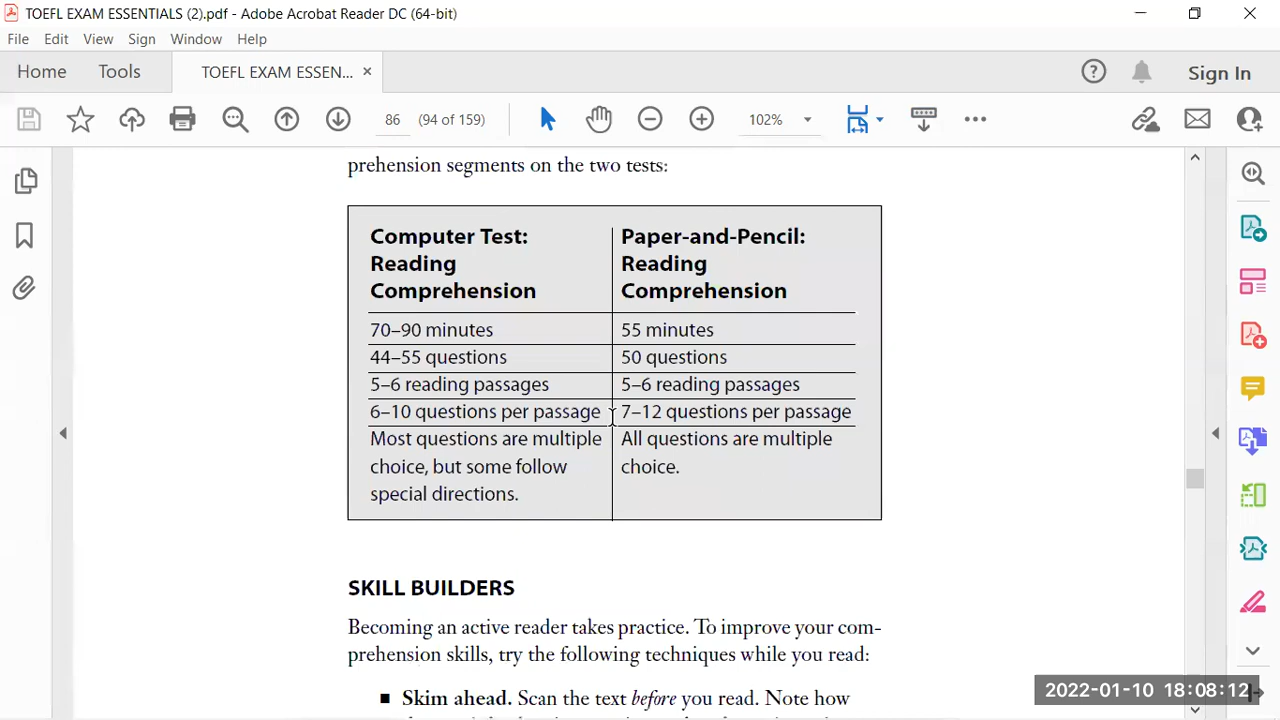 TOEFL EXAM ESSENTIALS (2).pdf - Adobe Acrobat Reader DC (64-bit)
File Edit View Sign Window Help
Home Tools TOEFL EXAM ESSEN... × Sign In
86 (94 of 159) 102%
prehension segments on the two tests:
Computer Test: Paper-and-Pencil:
Reading Reading
Comprehension Comprehension
70–90 minutes 55 minutes
44–55 questions 50 questions
5–6 reading passages 5–6 reading passages
6–10 questions per passage 7–12 questions per passage
Most questions are multiple All questions are multiple
choice, but some follow choice.
special directions.
SKILL BUILDERS
Becoming an active reader takes practice. To improve your com-
prehension skills, try the following techniques while you read:
■ Skim ahead. Scan the text before you read. Note how
2022-01-10 18:08:12